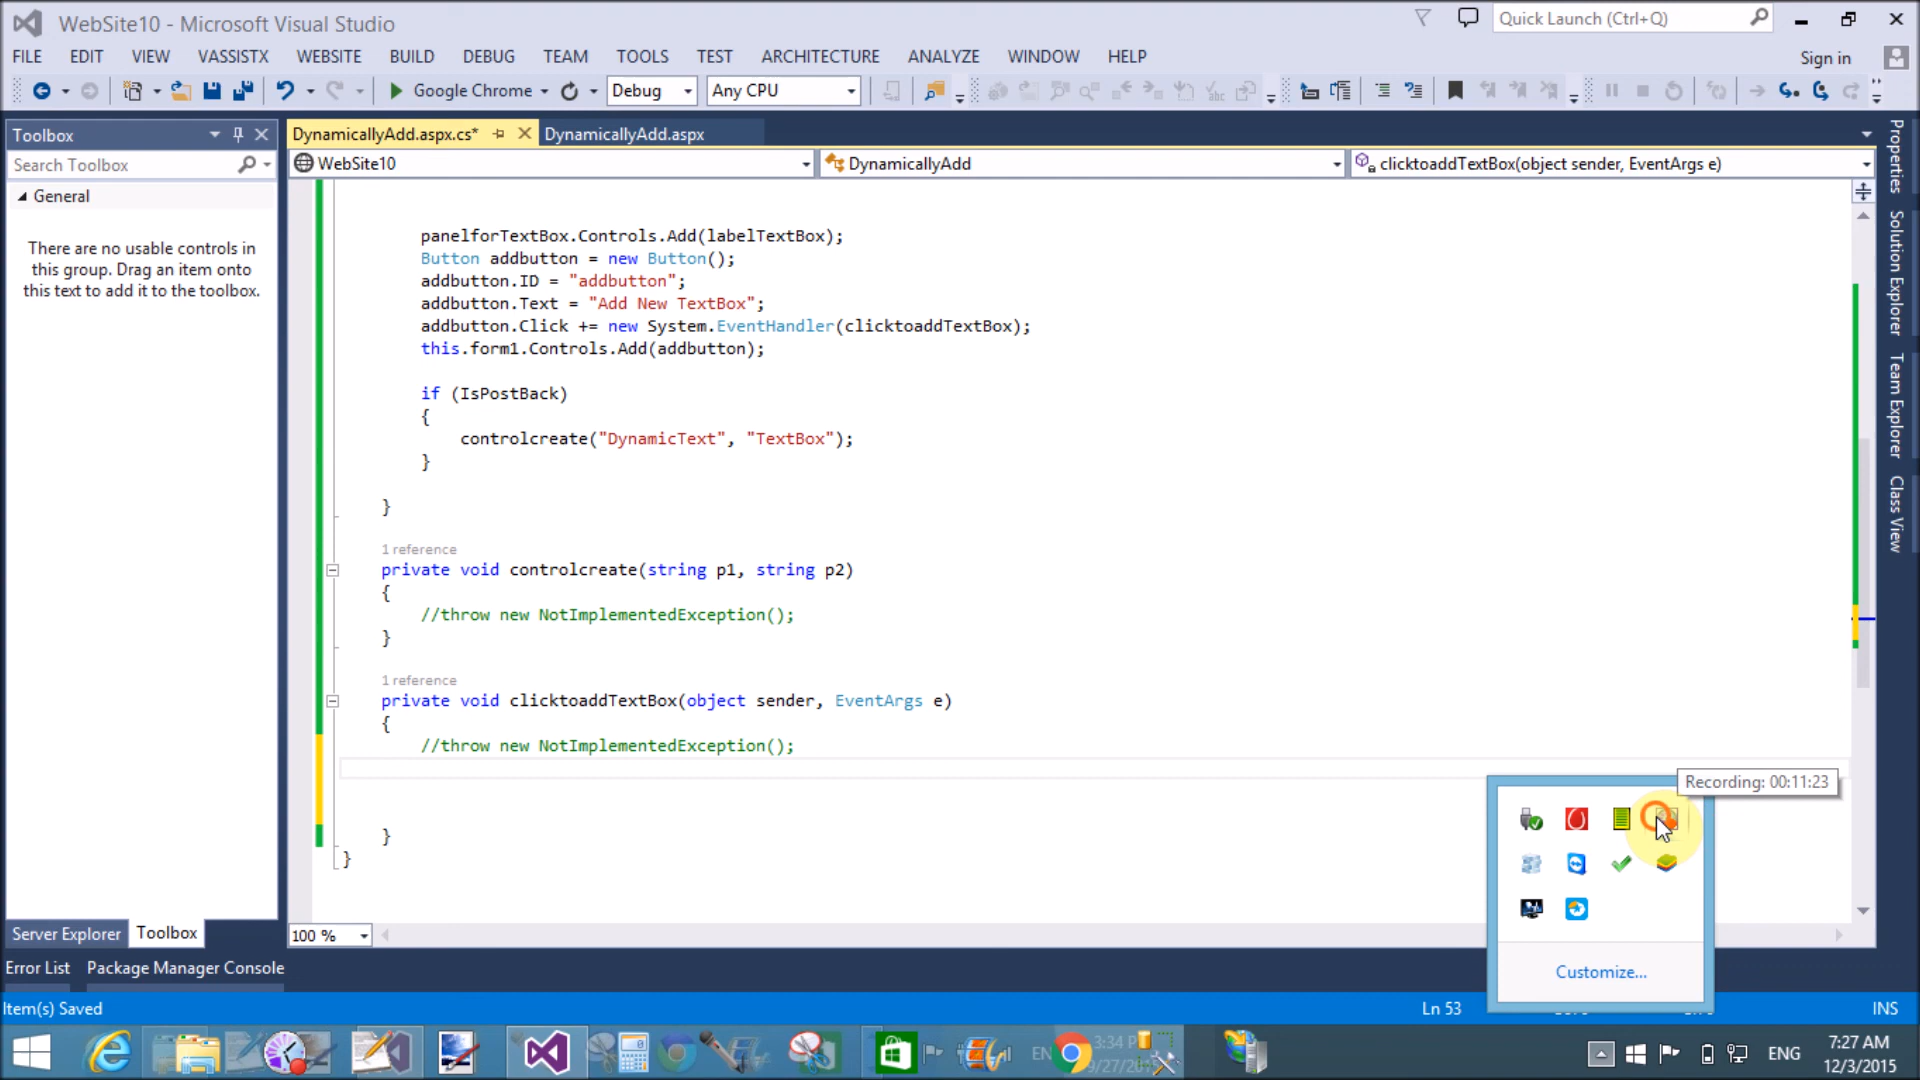 WebSite10 - Microsoft Visual Studio
Quick Launch (Ctrl+Q)
FILE EDIT VIEW VASSISTX WEBSITE BUILD DEBUG TEAM TOOLS TEST ARCHITECTURE ANALYZE WINDOW HELP
Sign in
Google Chrome Debug Any CPU
Toolbox
DynamicallyAdd.aspx.cs* DynamicallyAdd.aspx
Search Toolbox
WebSite10 DynamicallyAdd clicktoaddTextBox(object sender, EventArgs e)
General
There are no usable controls in
this group. Drag an item onto
this text to add it to the toolbox.
panelforTextBox.Controls.Add(labelTextBox);
Button addbutton = new Button();
addbutton.ID = "addbutton";
addbutton.Text = "Add New TextBox";
addbutton.Click += new System.EventHandler(clicktoaddTextBox);
this.form1.Controls.Add(addbutton);
if (IsPostBack)
{
controlcreate("DynamicText", "TextBox");
}
}
1 reference
private void controlcreate(string p1, string p2)
{
//throw new NotImplementedException();
}
1 reference
private void clicktoaddTextBox(object sender, EventArgs e)
{
//throw new NotImplementedException();
}
}
Properties
Solution Explorer
Team Explorer
Class View
Recording: 00:11:23
Customize...
Server Explorer Toolbox
100 %
Error List Package Manager Console
Item(s) Saved
Ln 53
INS
3:34 PM
9/27/20
EN
ENG
7:27 AM
12/3/2015